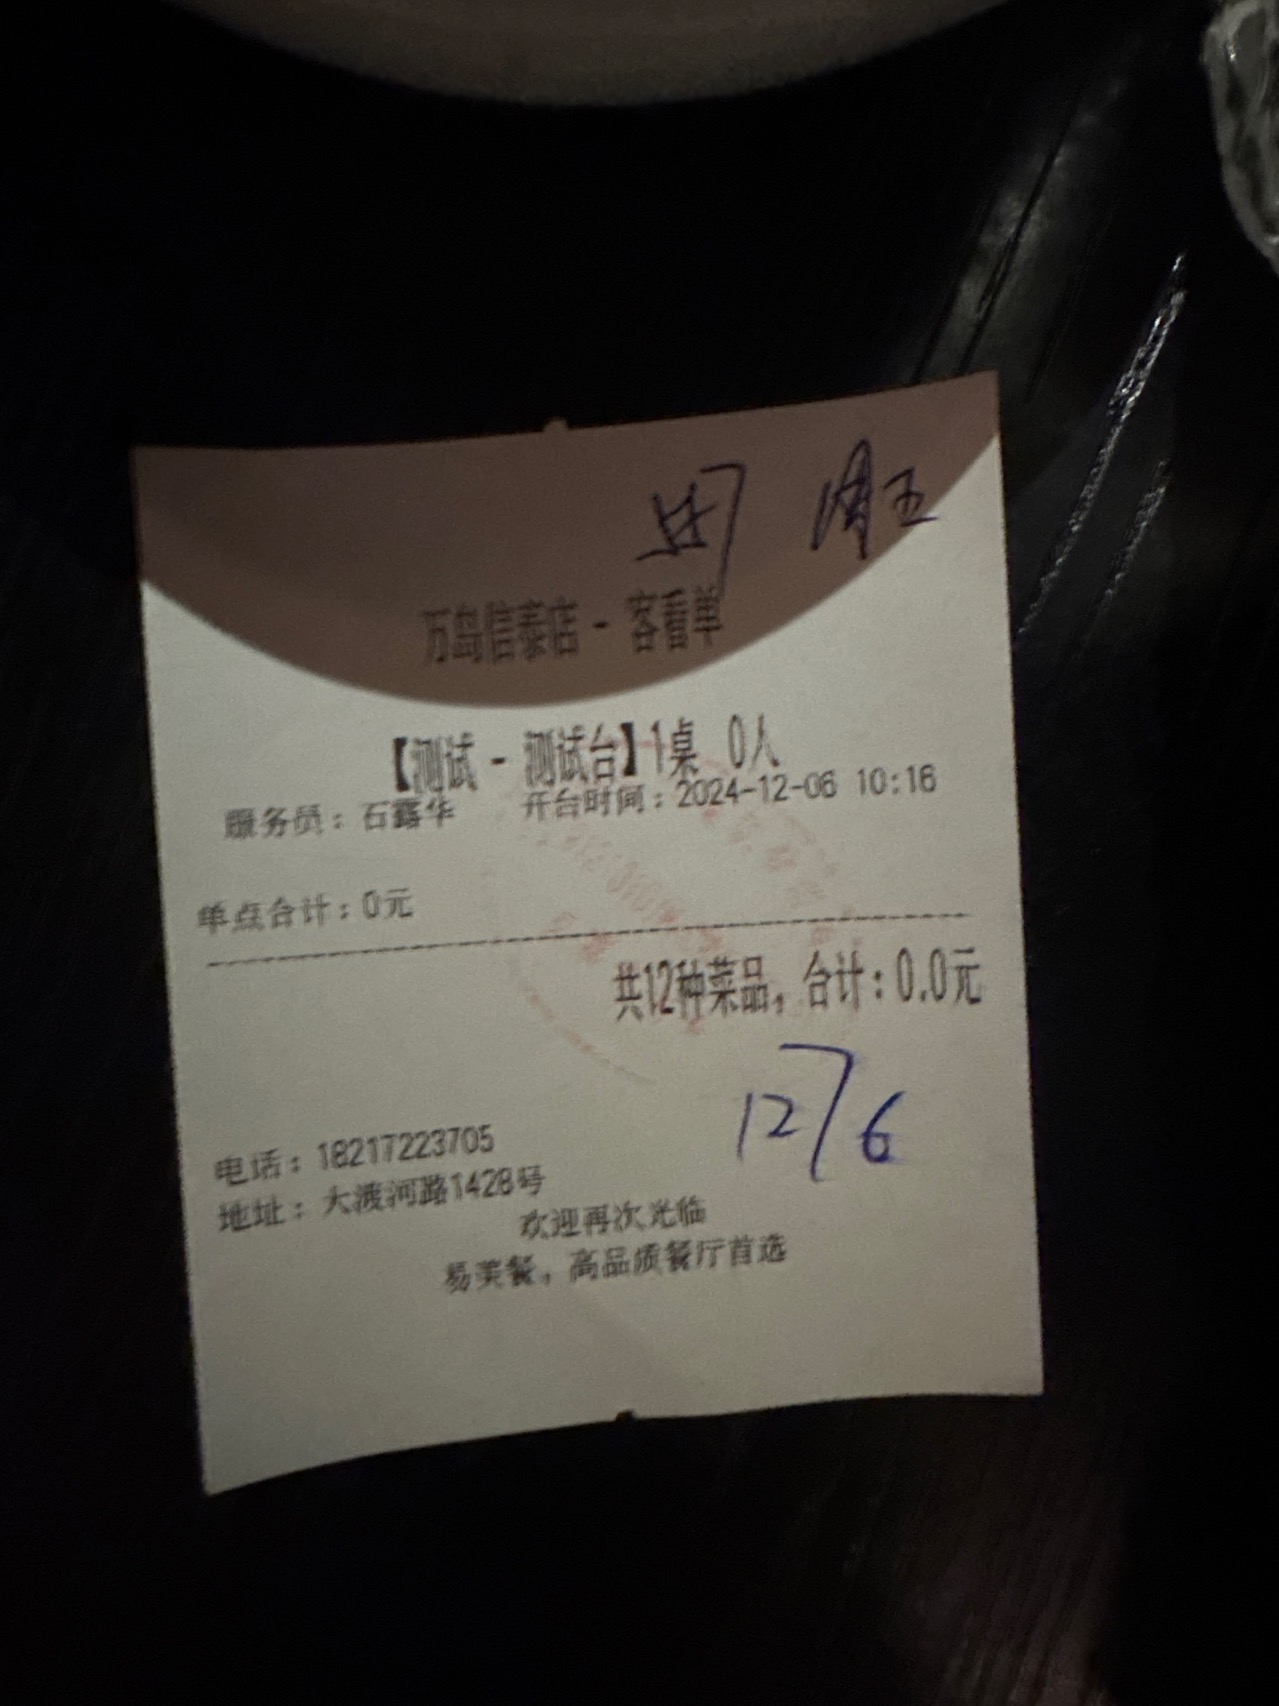 万岛信泰店 - 客看单
【测试 - 测试台】1桌 0人
服务员：石露华 开台时间：2024-12-06 10:16
单点合计：0元
共12种菜品，合计：0.0元
12/6
电话：18217223705
地址：大渡河路1428号
欢迎再次光临
易美餐，高品质餐厅首选